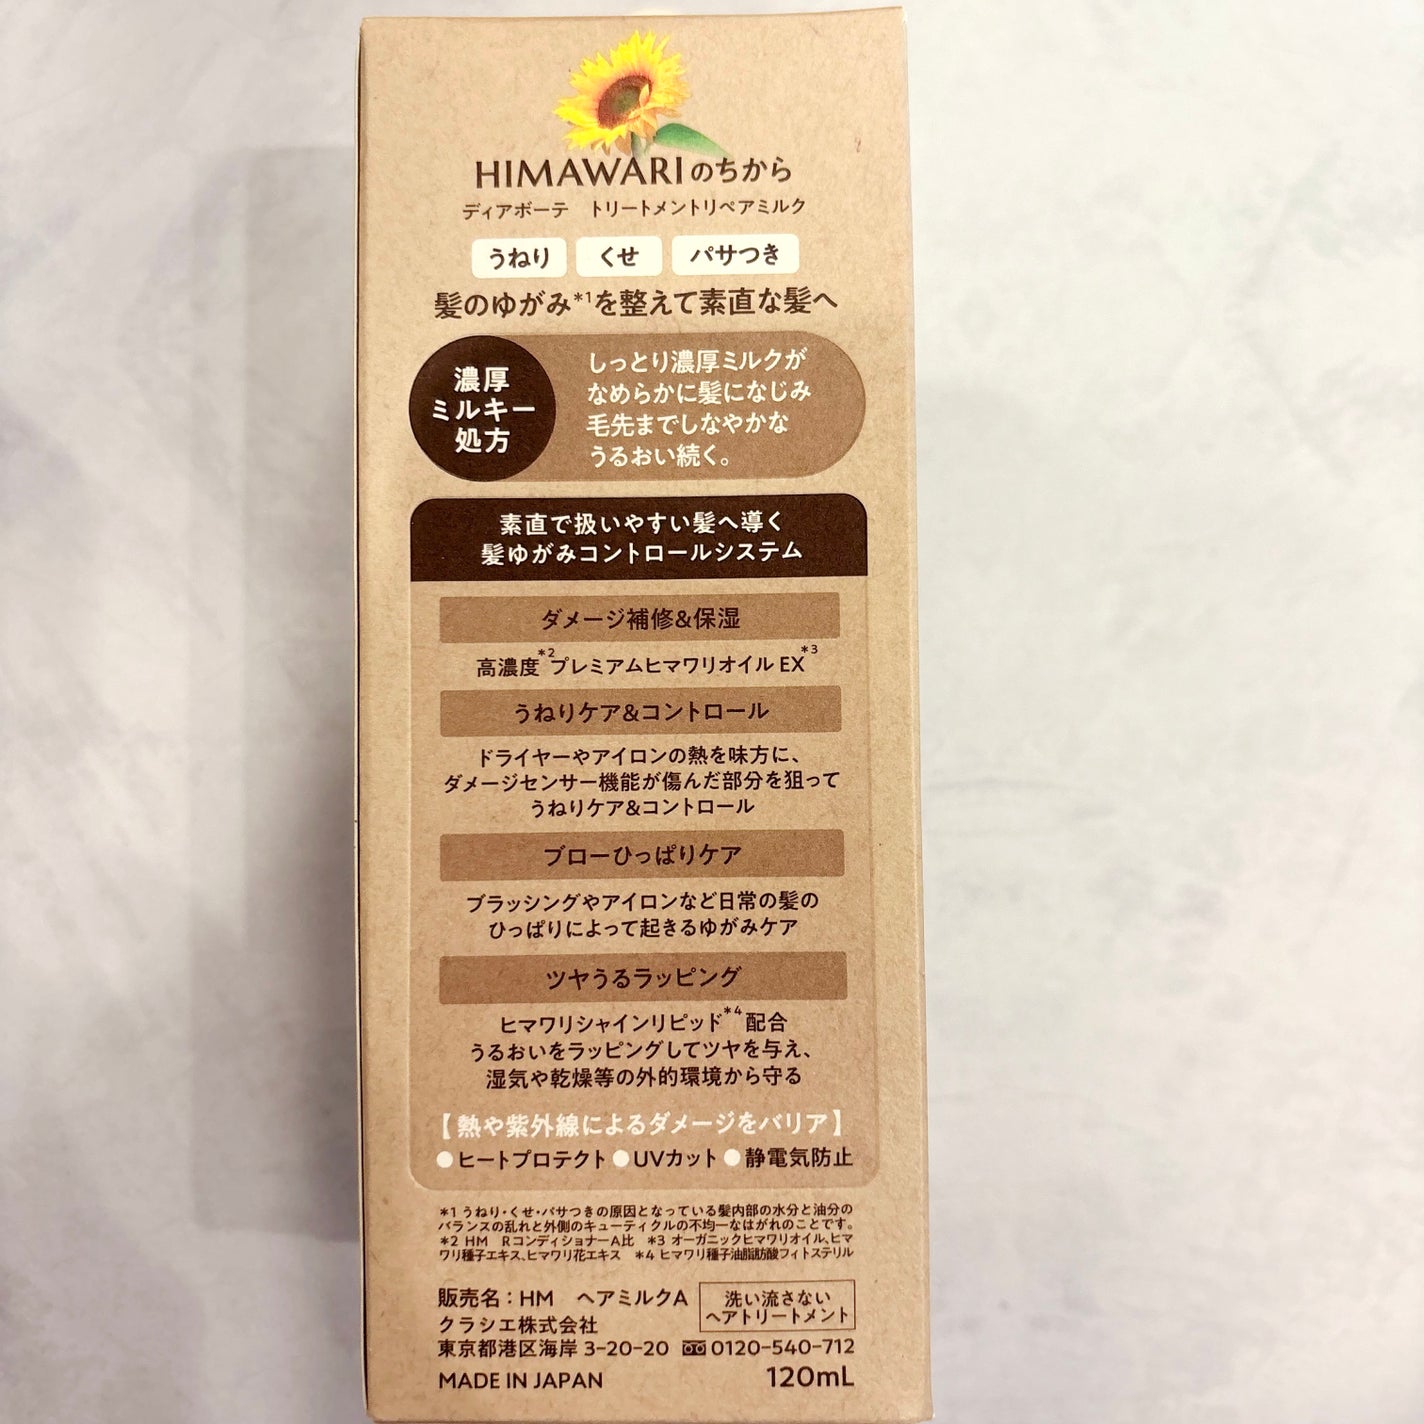 HIMAWARIのちから
ディアボーテ　トリートメントリペアミルク
うねり くせ パサつき
髪のゆがみ*1を整えて素直な髪へ
濃厚
ミルキー
処方
しっとり濃厚ミルクが
なめらかに髪になじみ
毛先までしなやかな
うるおい続く。
素直で扱いやすい髪へ導く
髪ゆがみコントロールシステム
ダメージ補修&保湿
高濃度*2プレミアムヒマワリオイル EX*3
うねりケア&コントロール
ドライヤーやアイロンの熱を味方に、
ダメージセンサー機能が傷んだ部分を狙って
うねりケア&コントロール
ブローひっぱりケア
ブラッシングやアイロンなど日常の髪の
ひっぱりによって起きるゆがみケア
ツヤうるラッピング
ヒマワリシャインリピッド*4配合
うるおいをラッピングしてツヤを与え、
湿気や乾燥等の外的環境から守る
【熱や紫外線によるダメージをバリア】
●ヒートプロテクト ●UVカット ●静電気防止
*1 うねり・くせ・パサつきの原因となっている髪内部の水分と油分の
バランスの乱れと外側のキューティクルの不均一なはがれのことです。
*2 HM　RコンディショナーA比　*3 オーガニックヒマワリオイル、ヒマ
ワリ種子エキス、ヒマワリ花エキス　*4 ヒマワリ種子油脂肪酸フィトステリル
販売名：HM　ヘアミルクA
クラシエ株式会社
洗い流さない
ヘアトリートメント
東京都港区海岸 3-20-20 0120-540-712
MADE IN JAPAN 120mL